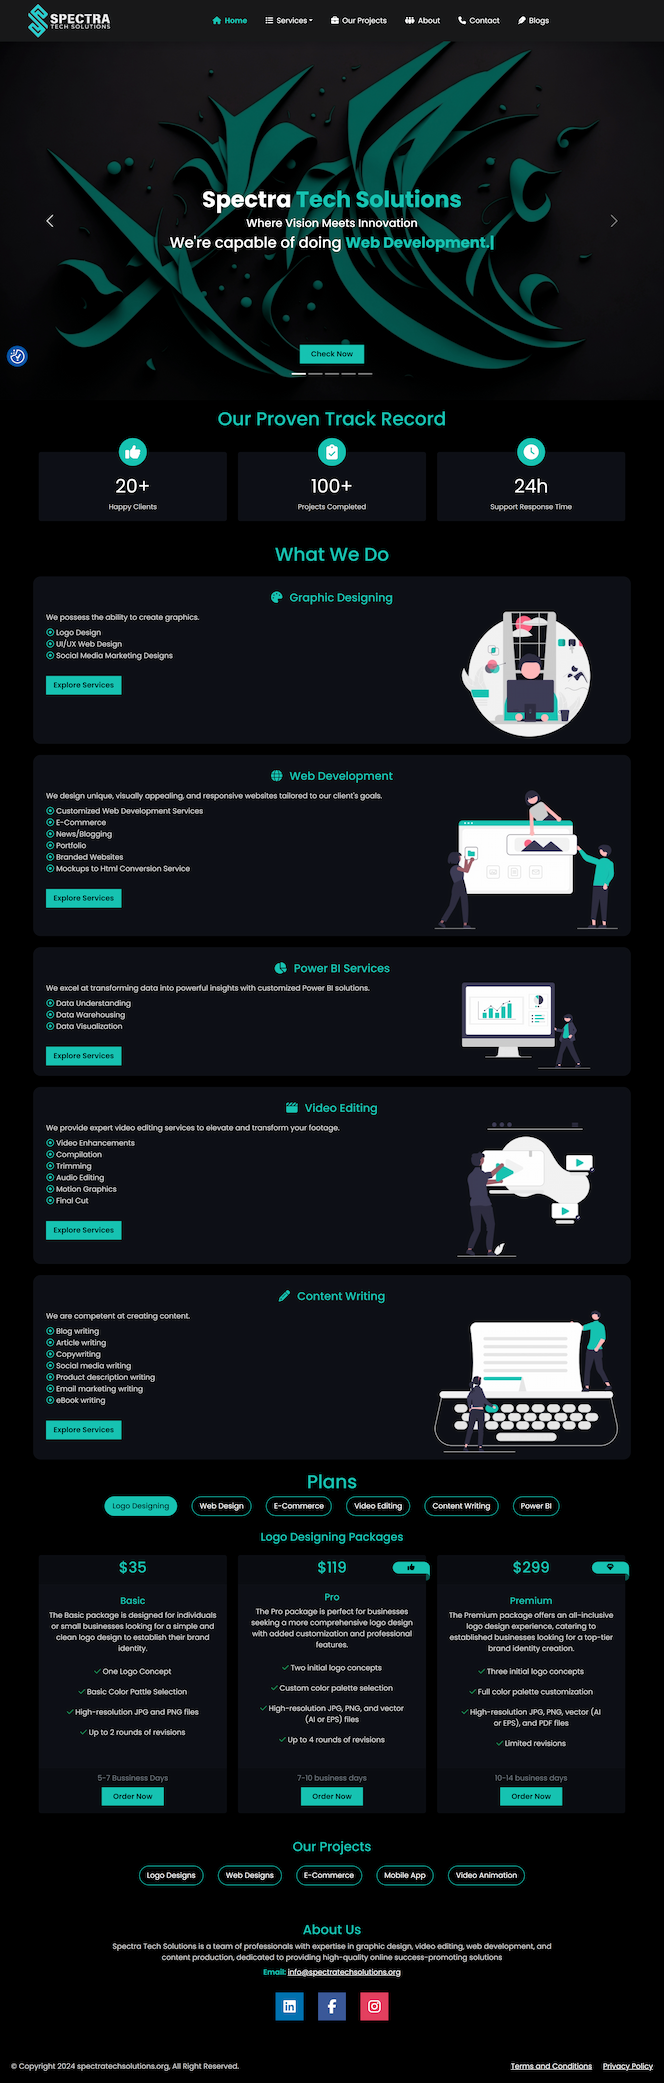 SPECTRA
TECH SOLUTIONS
Home
Services
Our Projects
About
Contact
Blogs
Spectra Tech Solutions
Where Vision Meets Innovation
We're capable of doing Web Development.|
Check Now
Our Proven Track Record
20+
Happy Clients
100+
Projects Completed
24h
Support Response Time
What We Do
Graphic Designing
We possess the ability to create graphics.
Logo Design
UI/UX Web Design
Social Media Marketing Designs
Explore Services
Web Development
We design unique, visually appealing, and responsive websites tailored to our client's goals.
Customized Web Development Services
E-Commerce
News/Blogging
Portfolio
Branded Websites
Mockups to Html Conversion Service
Explore Services
Power BI Services
We excel at transforming data into powerful insights with customized Power BI solutions.
Data Understanding
Data Warehousing
Data Visualization
Explore Services
Video Editing
We provide expert video editing services to elevate and transform your footage.
Video Enhancements
Compilation
Trimming
Audio Editing
Motion Graphics
Final Cut
Explore Services
Content Writing
We are competent at creating content.
Blog writing
Article writing
Copywriting
Social media writing
Product description writing
Email marketing writing
eBook writing
Explore Services
Plans
Logo Designing
Web Design
E-Commerce
Video Editing
Content Writing
Power BI
Logo Designing Packages
$35
Basic
The Basic package is designed for individuals
or small businesses looking for a simple and
clean logo design to establish their brand
identity.
One Logo Concept
Basic Color Pattle Selection
High-resolution JPG and PNG files
Up to 2 rounds of revisions
5-7 Bussiness Days
Order Now
$119
Pro
The Pro package is perfect for businesses
seeking a more comprehensive logo design
with added customization and professional
features.
Two initial logo concepts
Custom color palette selection
High-resolution JPG, PNG, and vector
(AI or EPS) files
Up to 4 rounds of revisions
7-10 business days
Order Now
$299
Premium
The Premium package offers an all-inclusive
logo design experience, catering to
established businesses looking for a top-tier
brand identity creation.
Three initial logo concepts
Full color palette customization
High-resolution JPG, PNG, vector (AI
or EPS), and PDF files
Limited revisions
10-14 business days
Order Now
Our Projects
Logo Designs
Web Designs
E-Commerce
Mobile App
Video Animation
About Us
Spectra Tech Solutions is a team of professionals with expertise in graphic design, video editing, web development, and
content production, dedicated to providing high-quality online success-promoting solutions
Email: info@spectratechsolutions.org
© Copyright 2024 spectratechsolutions.org, All Right Reserved.
Terms and Conditions
Privacy Policy